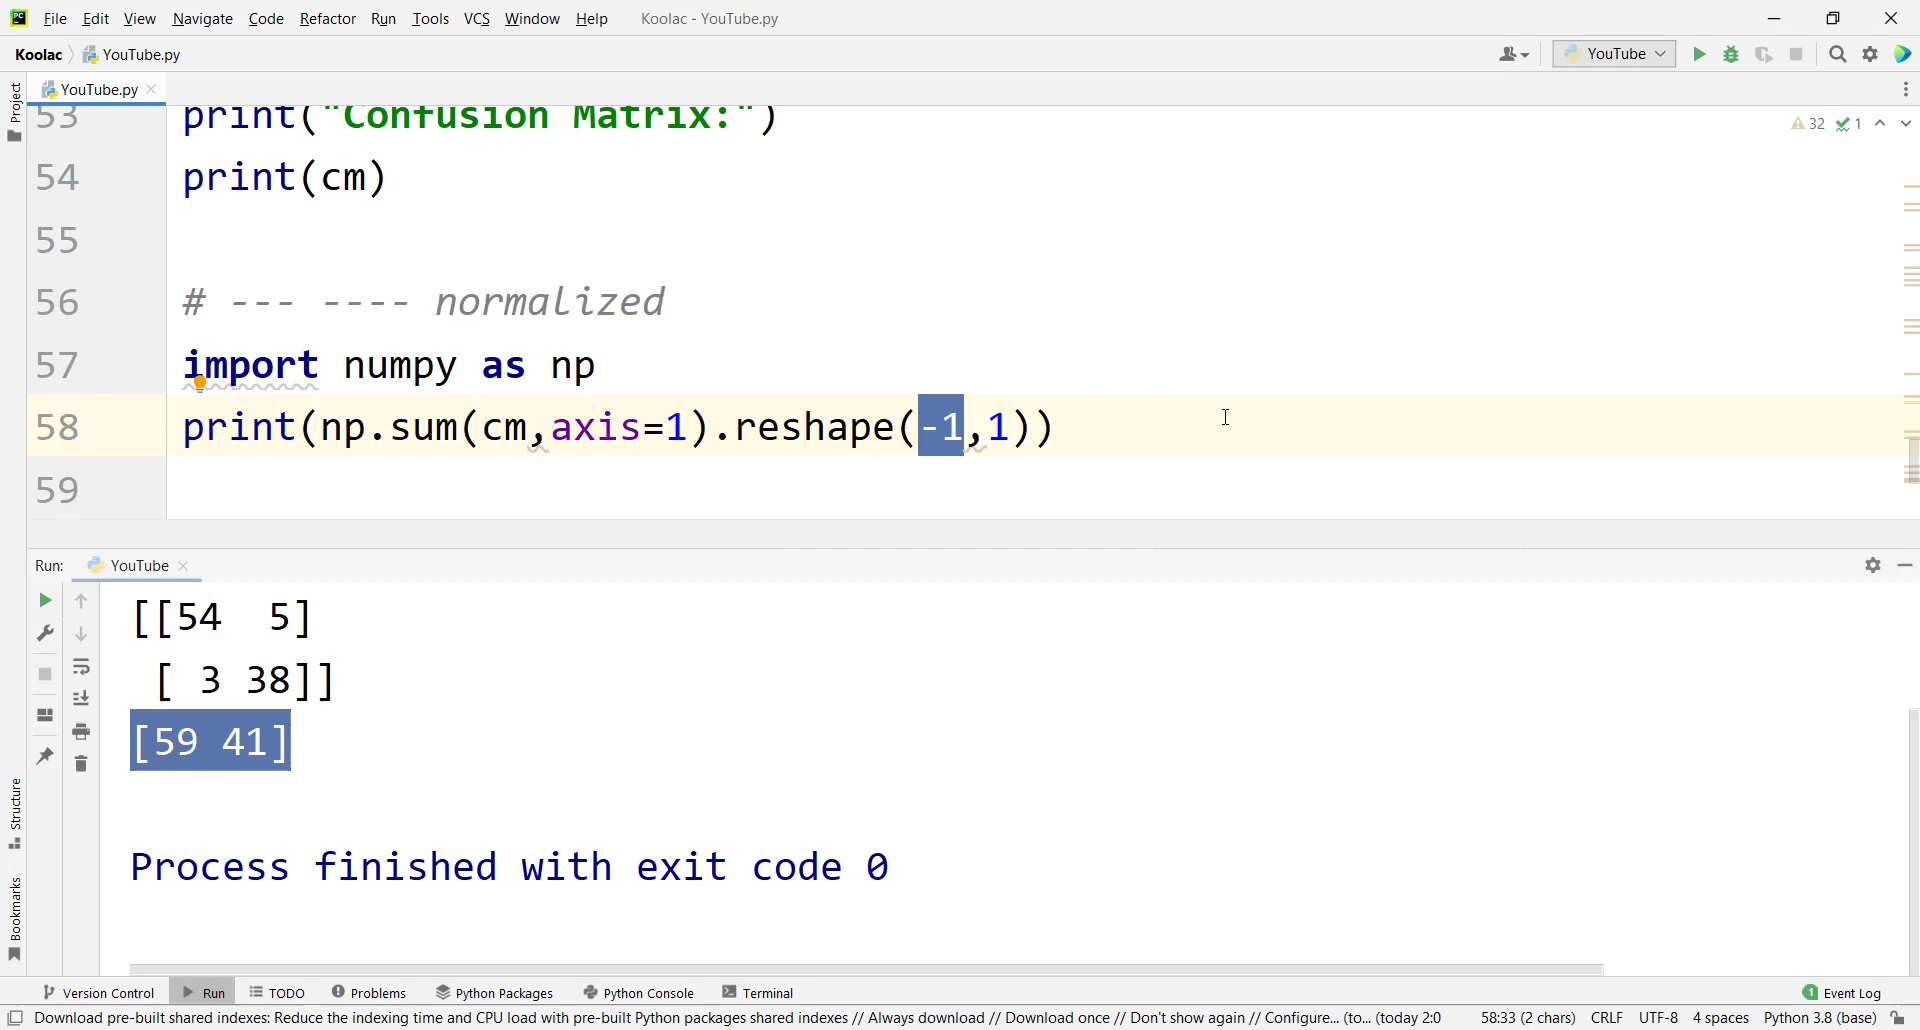 File Edit View Navigate Code Refactor Run Tools VCS Window Help Koolac - YouTube.py
Koolac YouTube.py YouTube
Project
YouTube.py
53 print("Confusion Matrix:")
32 1
54 print(cm)
55
56 # --- ---- normalized
57 import numpy as np
58 print(np.sum(cm,axis=1).reshape(-1,1))
59
Run: YouTube
[[54  5]
 [ 3 38]]
[59 41]
Process finished with exit code 0
Structure
Bookmarks
Version Control Run TODO Problems Python Packages Python Console Terminal 1 Event Log
Download pre-built shared indexes: Reduce the indexing time and CPU load with pre-built Python packages shared indexes // Always download // Download once // Don't show again // Configure... (to... (today 2:0 58:33 (2 chars) CRLF UTF-8 4 spaces Python 3.8 (base)